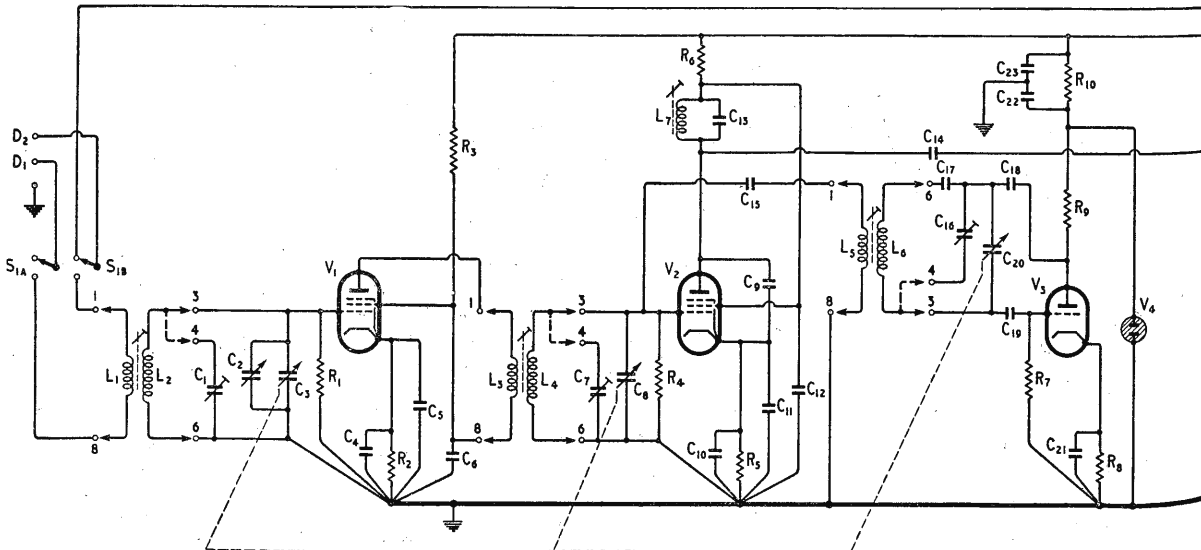 R6
C23
R10
L7
C13
C22
D2
D1
R3
C14
C17
C18
C15
1
6
R9
S1A
S1B
V1
V2
C9
L5
L6
C16
C20
4
V3
V4
1
3
1
3
8
3
C19
4
4
L1
L2
C1
C2
C3
R1
L3
L4
C7
C8
R4
C12
R7
C5
C11
8
6
C4
R2
C6
8
6
C10
R5
C21
R8